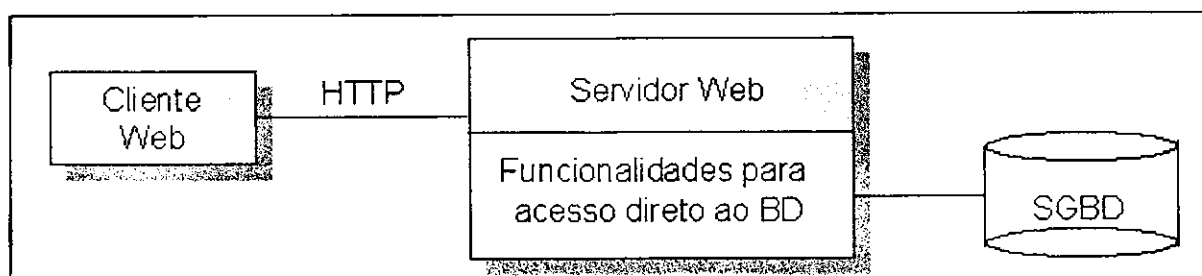 Cliente
Web
HTTP
Servidor Web
Funcionalidades para
acesso direto ao BD
SGBD